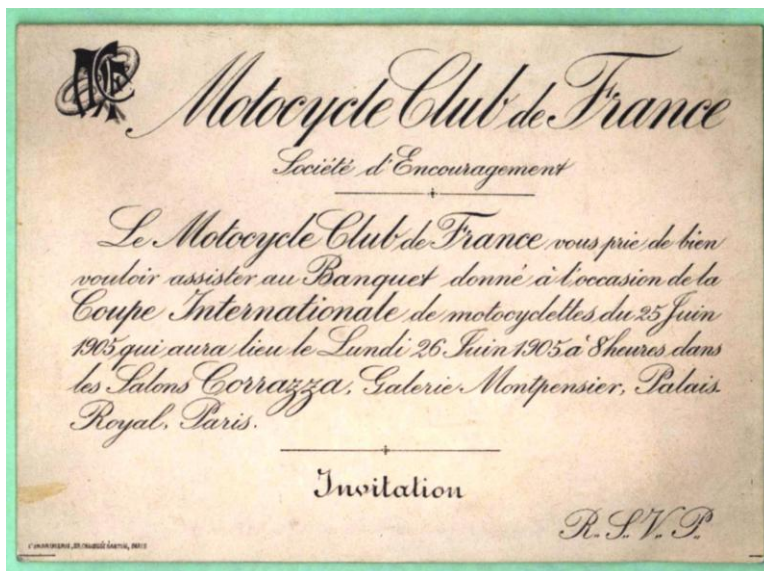 MCF
Motocycle Club de France
Société d'Encouragement
Le Motocycle Club de France vous prie de bien
vouloir assister au Banquet donné à l'occasion de la
Coupe Internationale de motocyclettes du 25 Juin
1905 qui aura lieu le Lundi 26 Juin 1905 à 8 heures dans
les Salons Corrazza, Galerie Montpensier, Palais-
Royal, Paris.
Invitation
R.S.V.P.
PARIS